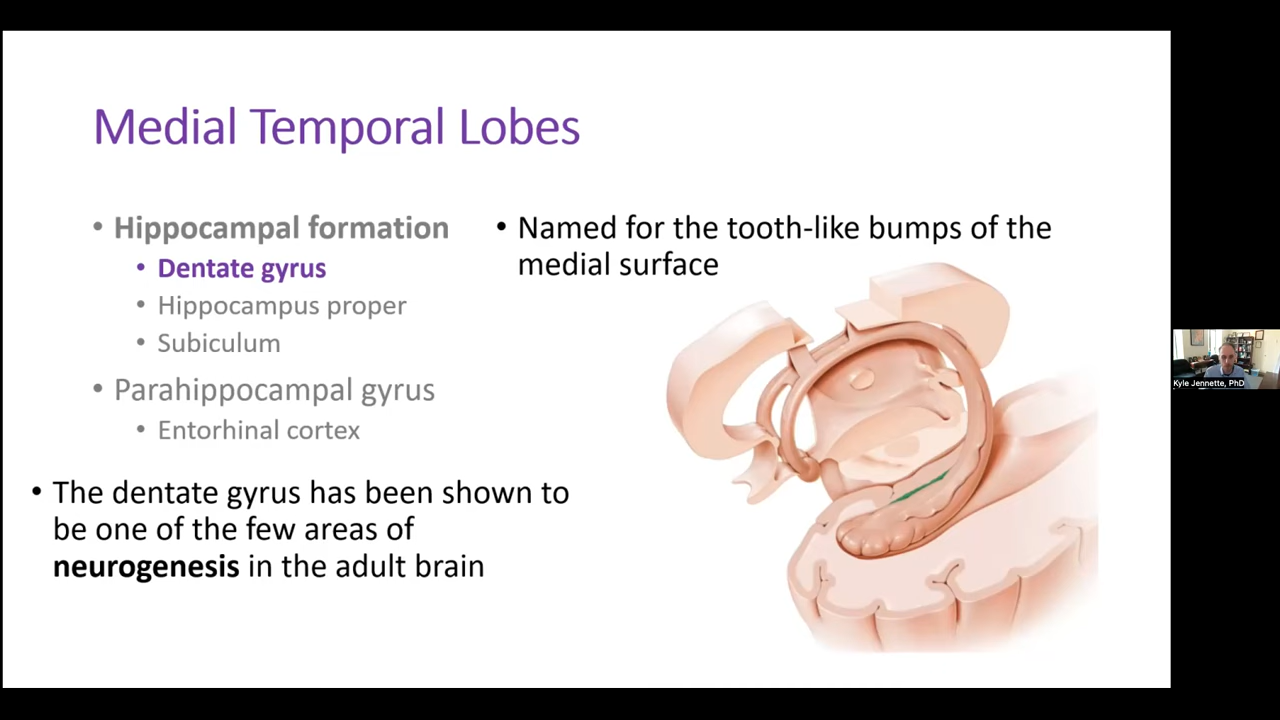 Medial Temporal Lobes
• Hippocampal formation
• Dentate gyrus
• Hippocampus proper
• Subiculum
• Parahippocampal gyrus
• Entorhinal cortex
• The dentate gyrus has been shown to
be one of the few areas of
neurogenesis in the adult brain
• Named for the tooth-like bumps of the
medial surface
Kyle Jennette, PhD